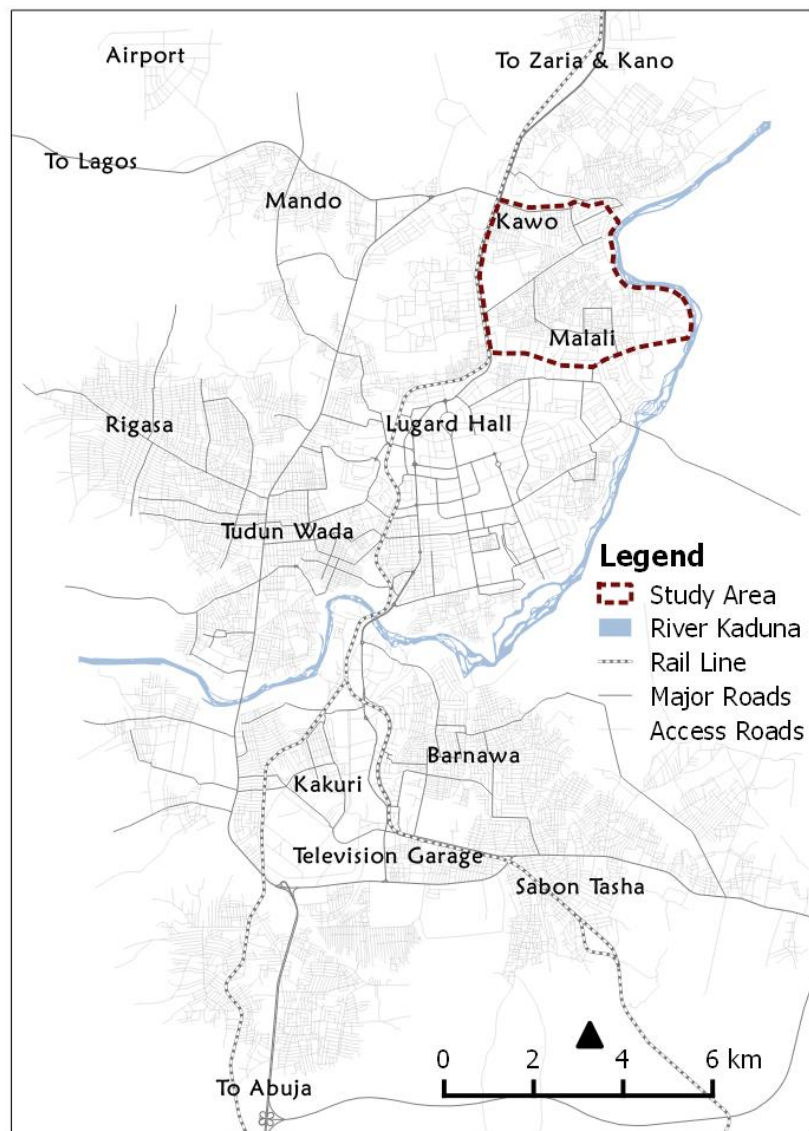 Airport
To Zaria & Kano
To Lagos
Mando
Kawo
Malali
Rigasa
Lugard Hall
Tudun Wada
Legend
Study Area
River Kaduna
Rail Line
Major Roads
Access Roads
Barnawa
Kakuri
Television Garage
Sabon Tasha
0 2 4 6 km
To Abuja